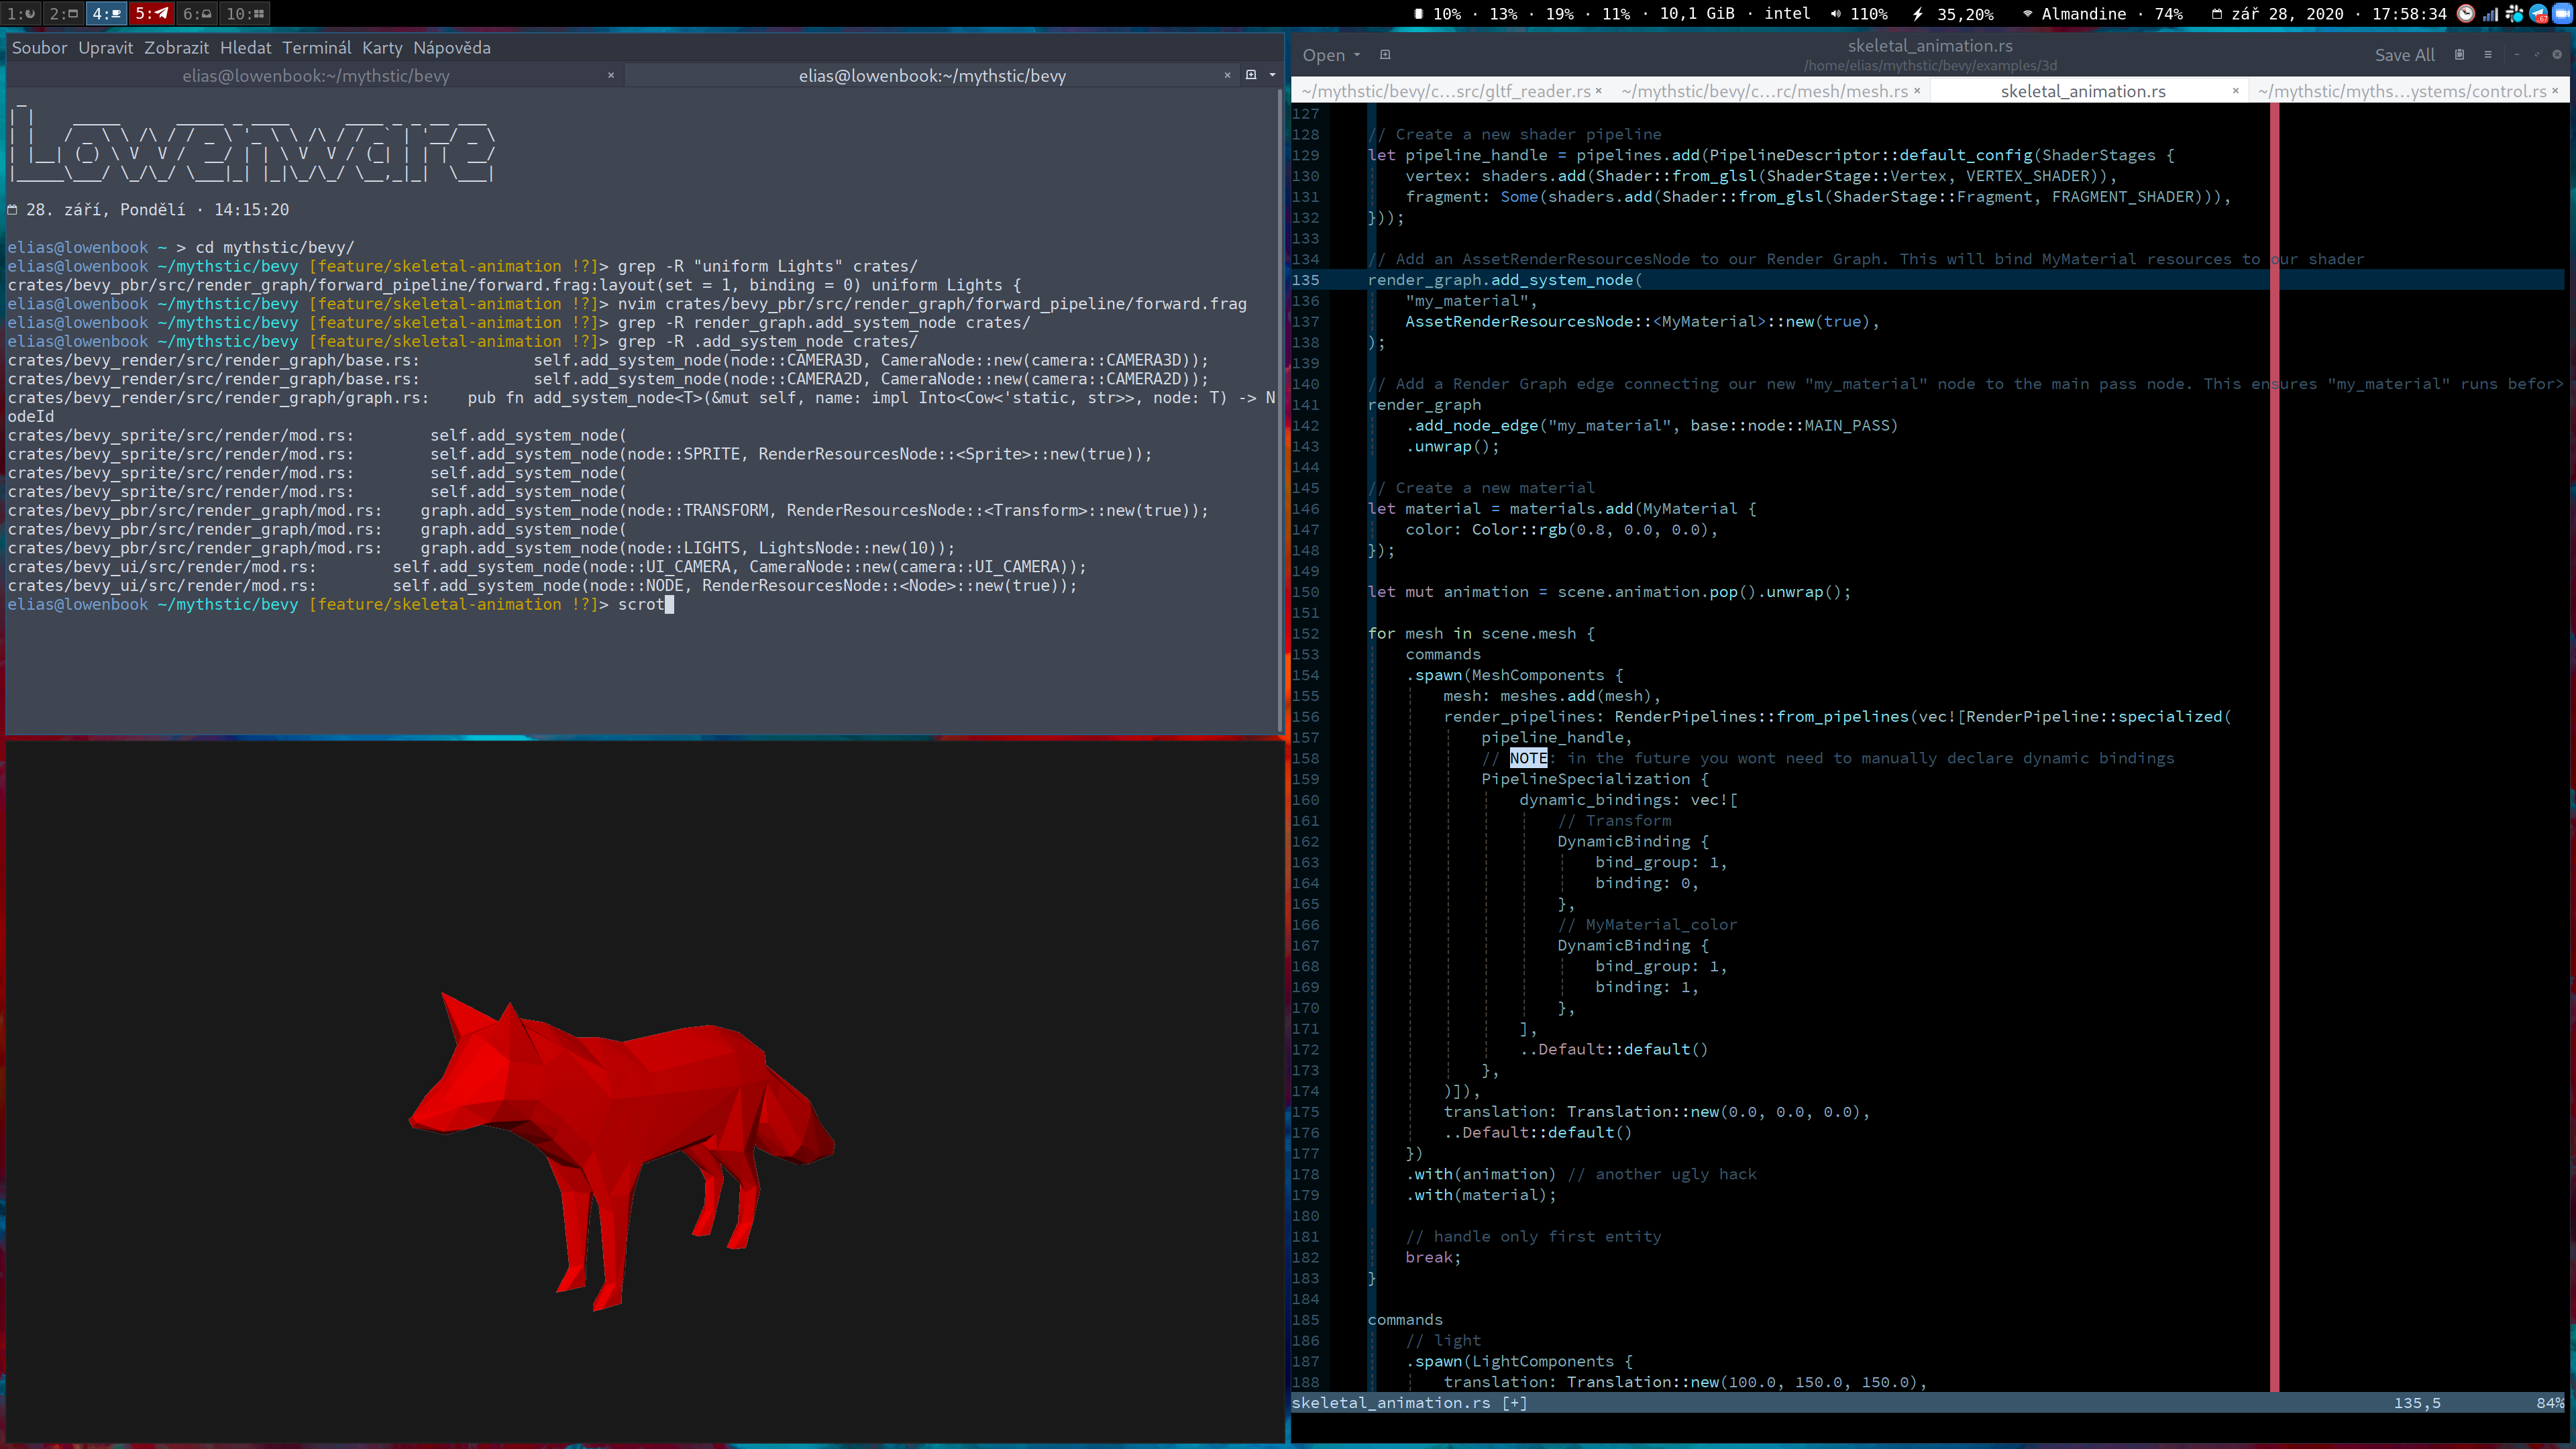 1: 2: 4: 5: 6: 10:
10% · 13% · 19% · 11% · 10,1 GiB · intel 110% 35,20% Almandine · 74% zář 28, 2020 · 17:58:34
Soubor Upravit Zobrazit Hledat Terminál Karty Nápověda
elias@lowenbook:~/mythstic/bevy × elias@lowenbook:~/mythstic/bevy ×
Lowenware
28. září, Pondělí · 14:15:20
elias@lowenbook ~ > cd mythstic/bevy/
elias@lowenbook ~/mythstic/bevy [feature/skeletal-animation !?]> grep -R "uniform Lights" crates/
crates/bevy_pbr/src/render_graph/forward_pipeline/forward.frag:layout(set = 1, binding = 0) uniform Lights {
elias@lowenbook ~/mythstic/bevy [feature/skeletal-animation !?]> nvim crates/bevy_pbr/src/render_graph/forward_pipeline/forward.frag
elias@lowenbook ~/mythstic/bevy [feature/skeletal-animation !?]> grep -R render_graph.add_system_node crates/
elias@lowenbook ~/mythstic/bevy [feature/skeletal-animation !?]> grep -R .add_system_node crates/
crates/bevy_render/src/render_graph/base.rs:            self.add_system_node(node::CAMERA3D, CameraNode::new(camera::CAMERA3D));
crates/bevy_render/src/render_graph/base.rs:            self.add_system_node(node::CAMERA2D, CameraNode::new(camera::CAMERA2D));
crates/bevy_render/src/render_graph/graph.rs:    pub fn add_system_node<T>(&mut self, name: impl Into<Cow<'static, str>>, node: T) -> N
odeId
crates/bevy_sprite/src/render/mod.rs:        self.add_system_node(
crates/bevy_sprite/src/render/mod.rs:        self.add_system_node(node::SPRITE, RenderResourcesNode::<Sprite>::new(true));
crates/bevy_sprite/src/render/mod.rs:        self.add_system_node(
crates/bevy_sprite/src/render/mod.rs:        self.add_system_node(
crates/bevy_pbr/src/render_graph/mod.rs:    graph.add_system_node(node::TRANSFORM, RenderResourcesNode::<Transform>::new(true));
crates/bevy_pbr/src/render_graph/mod.rs:    graph.add_system_node(
crates/bevy_pbr/src/render_graph/mod.rs:    graph.add_system_node(node::LIGHTS, LightsNode::new(10));
crates/bevy_ui/src/render/mod.rs:        self.add_system_node(node::UI_CAMERA, CameraNode::new(camera::UI_CAMERA));
crates/bevy_ui/src/render/mod.rs:        self.add_system_node(node::NODE, RenderResourcesNode::<Node>::new(true));
elias@lowenbook ~/mythstic/bevy [feature/skeletal-animation !?]> scrot
Open skeletal_animation.rs Save All
/home/elias/mythstic/bevy/examples/3d
~/mythstic/bevy/c...src/gltf_reader.rs × ~/mythstic/bevy/c...rc/mesh/mesh.rs × skeletal_animation.rs × ~/mythstic/myths...ystems/control.rs ×
127
128 // Create a new shader pipeline
129 let pipeline_handle = pipelines.add(PipelineDescriptor::default_config(ShaderStages {
130     vertex: shaders.add(Shader::from_glsl(ShaderStage::Vertex, VERTEX_SHADER)),
131     fragment: Some(shaders.add(Shader::from_glsl(ShaderStage::Fragment, FRAGMENT_SHADER))),
132 }));
133
134 // Add an AssetRenderResourcesNode to our Render Graph. This will bind MyMaterial resources to our shader
135 render_graph.add_system_node(
136     "my_material",
137     AssetRenderResourcesNode::<MyMaterial>::new(true),
138 );
139
140 // Add a Render Graph edge connecting our new "my_material" node to the main pass node. This ensures "my_material" runs befor>
141 render_graph
142     .add_node_edge("my_material", base::node::MAIN_PASS)
143     .unwrap();
144
145 // Create a new material
146 let material = materials.add(MyMaterial {
147     color: Color::rgb(0.8, 0.0, 0.0),
148 });
149
150 let mut animation = scene.animation.pop().unwrap();
151
152 for mesh in scene.mesh {
153     commands
154     .spawn(MeshComponents {
155         mesh: meshes.add(mesh),
156         render_pipelines: RenderPipelines::from_pipelines(vec![RenderPipeline::specialized(
157             pipeline_handle,
158             // NOTE: in the future you wont need to manually declare dynamic bindings
159             PipelineSpecialization {
160                 dynamic_bindings: vec![
161                     // Transform
162                     DynamicBinding {
163                         bind_group: 1,
164                         binding: 0,
165                     },
166                     // MyMaterial_color
167                     DynamicBinding {
168                         bind_group: 1,
169                         binding: 1,
170                     },
171                 ],
172                 ..Default::default()
173             },
174         )]),
175         translation: Translation::new(0.0, 0.0, 0.0),
176         ..Default::default()
177     })
178     .with(animation) // another ugly hack
179     .with(material);
180
181     // handle only first entity
182     break;
183 }
184
185 commands
186     // light
187     .spawn(LightComponents {
188         translation: Translation::new(100.0, 150.0, 150.0),
skeletal_animation.rs [+] 135,5 84%